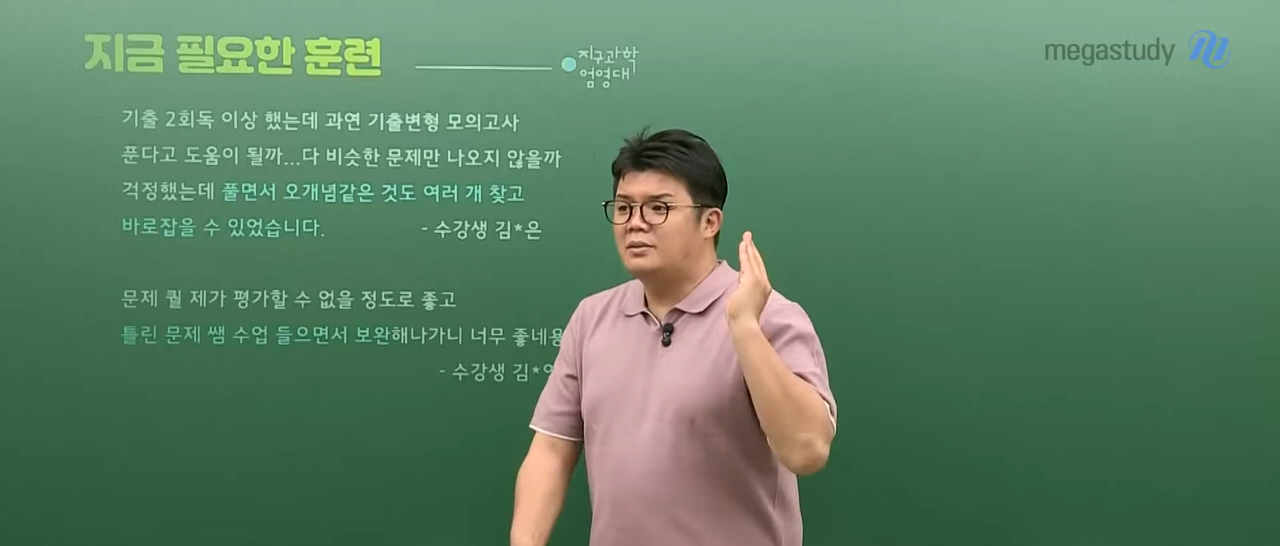 지금 필요한 훈련
지구과학
엄영대
megastudy
기출 2회독 이상 했는데 과연 기출변형 모의고사
푼다고 도움이 될까...다 비슷한 문제만 나오지 않을까
걱정했는데 풀면서 오개념같은 것도 여러 개 찾고
바로잡을 수 있었습니다.
- 수강생 김*은
문제 퀄 제가 평가할 수 없을 정도로 좋고
틀린 문제 쌤 수업 들으면서 보완해나가니 너무 좋네용
- 수강생 김*